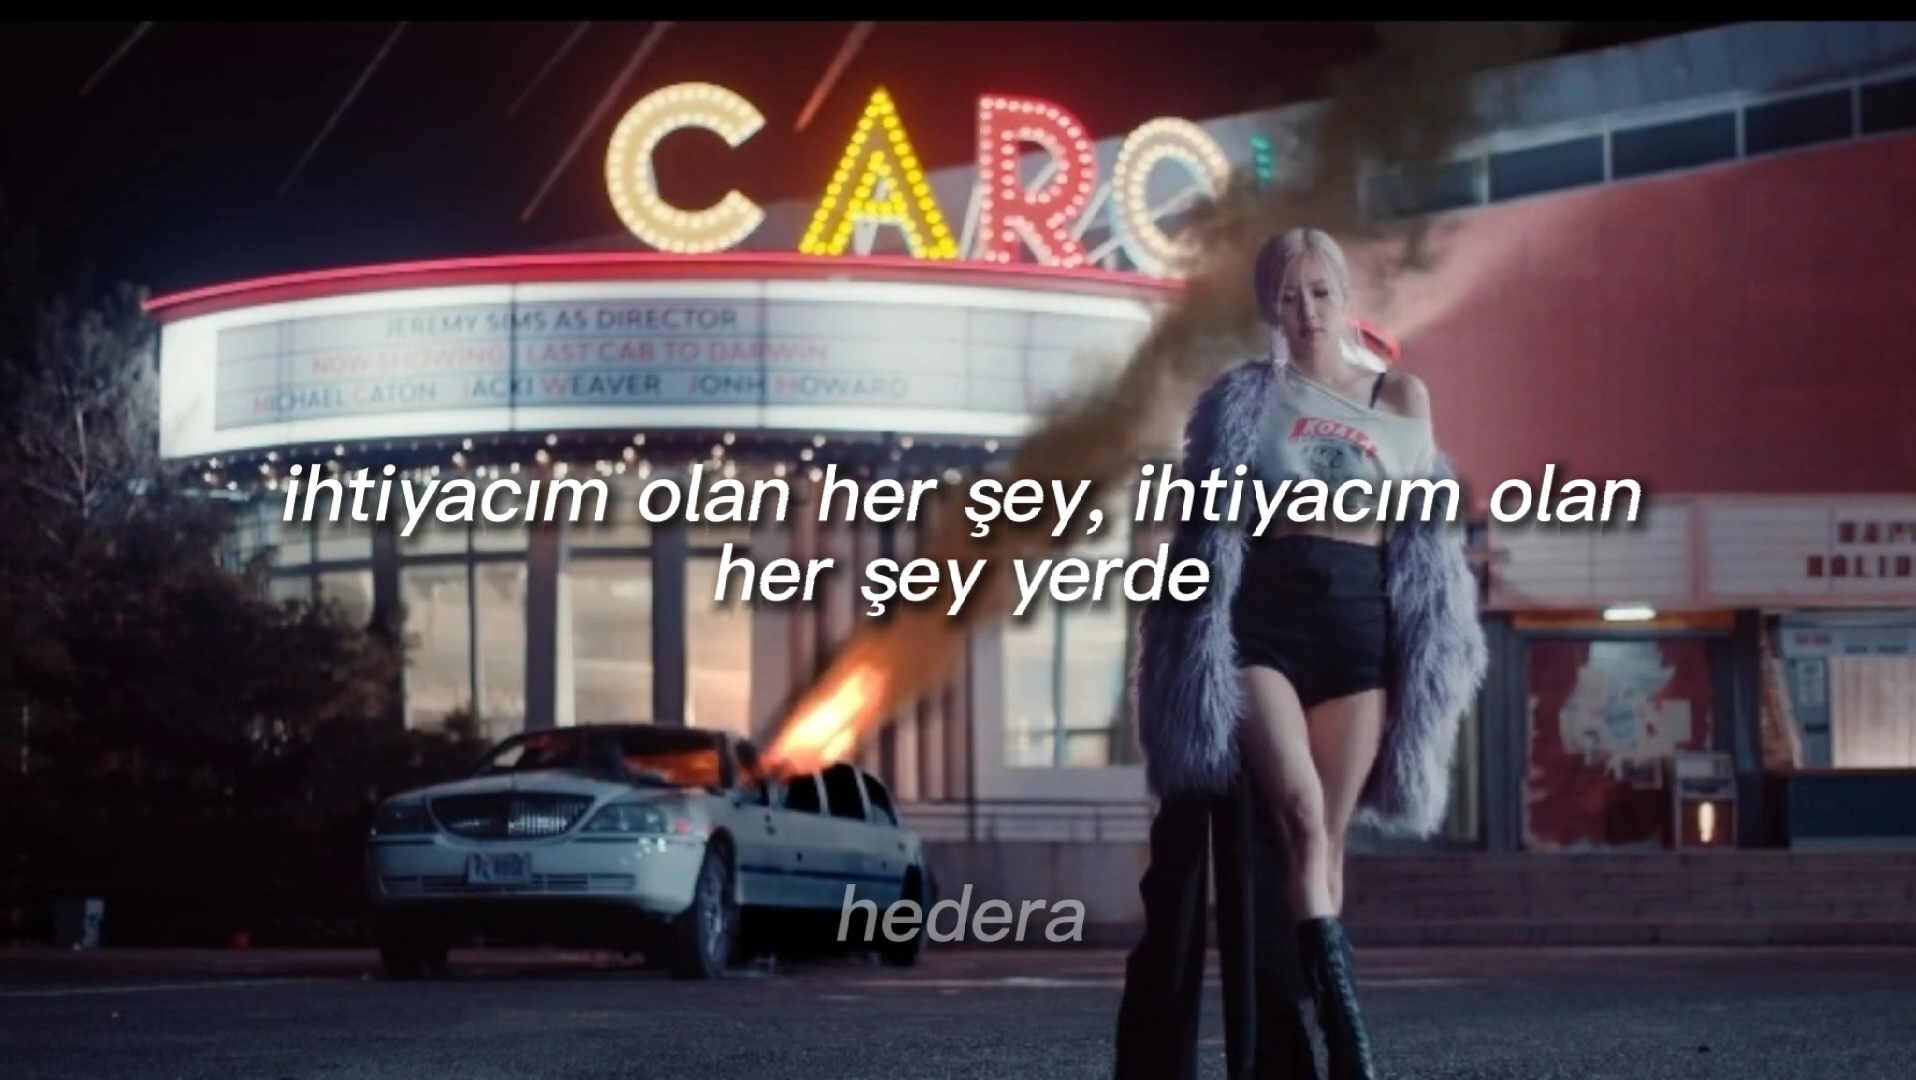 CARO
JEREMY SIMS AS DIRECTOR
NOW SHOWING LAST CAB TO DARWIN
MICHAEL CATON JACKI WEAVER JONH HOWARD
ihtiyacım olan her şey, ihtiyacım olan
her şey yerde
hedera